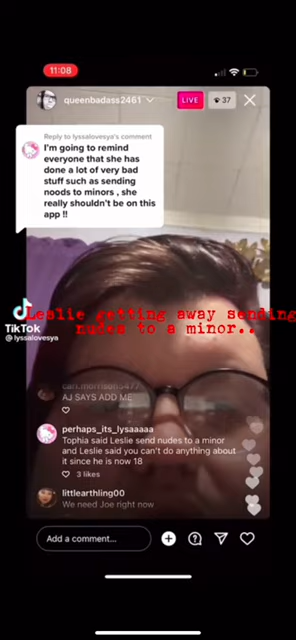 11:08
queenbadass2461
LIVE
37
Reply to lyssalovesya's comment
I'm going to remind
everyone that she has
done a lot of very bad
stuff such as sending
noods to minors , she
really shouldn't be on this
app !!
Leslie getting away sending
nudes to a minor..
TikTok
@lyssalovesya
AJ SAYS ADD ME
perhaps_its_lysaaaaa
Tophia said Leslie send nudes to a minor
and Leslie said you can't do anything about
it since he is now 18
3 likes
littlearthling00
We need Joe right now
Add a comment...